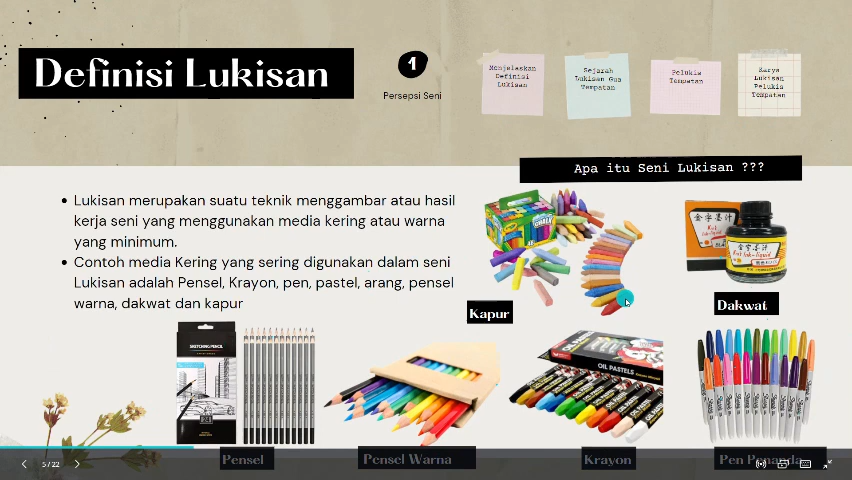 Definisi Lukisan
1
Persepsi Seni
Menjelaskan
Definisi
Lukisan
Sejarah
Lukisan Gua
Tempatan
Pelukis
Tempatan
Karya
Lukisan
Pelukis
Tempatan
Apa itu Seni Lukisan ???
• Lukisan merupakan suatu teknik menggambar atau hasil
kerja seni yang menggunakan media kering atau warna
yang minimum.
• Contoh media Kering yang sering digunakan dalam seni
Lukisan adalah Pensel, Krayon, pen, pastel, arang, pensel
warna, dakwat dan kapur
Kapur
Dakwat
SKETCHING PENCIL
OIL PASTELS
Pensel
Pensel Warna
Krayon
Pen Penanda
5/22